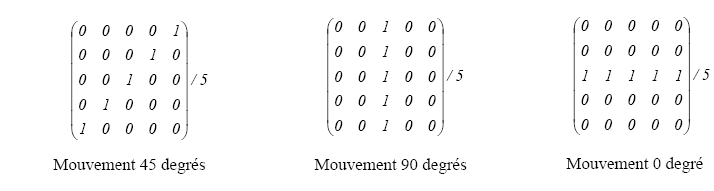 0 0 0 0 1
0 0 0 1 0
0 0 1 0 0 / 5
0 1 0 0 0
1 0 0 0 0
Mouvement 45 degrés
0 0 1 0 0
0 0 1 0 0
0 0 1 0 0 / 5
0 0 1 0 0
0 0 1 0 0
Mouvement 90 degrés
0 0 0 0 0
0 0 0 0 0
1 1 1 1 1 / 5
0 0 0 0 0
0 0 0 0 0
Mouvement 0 degré